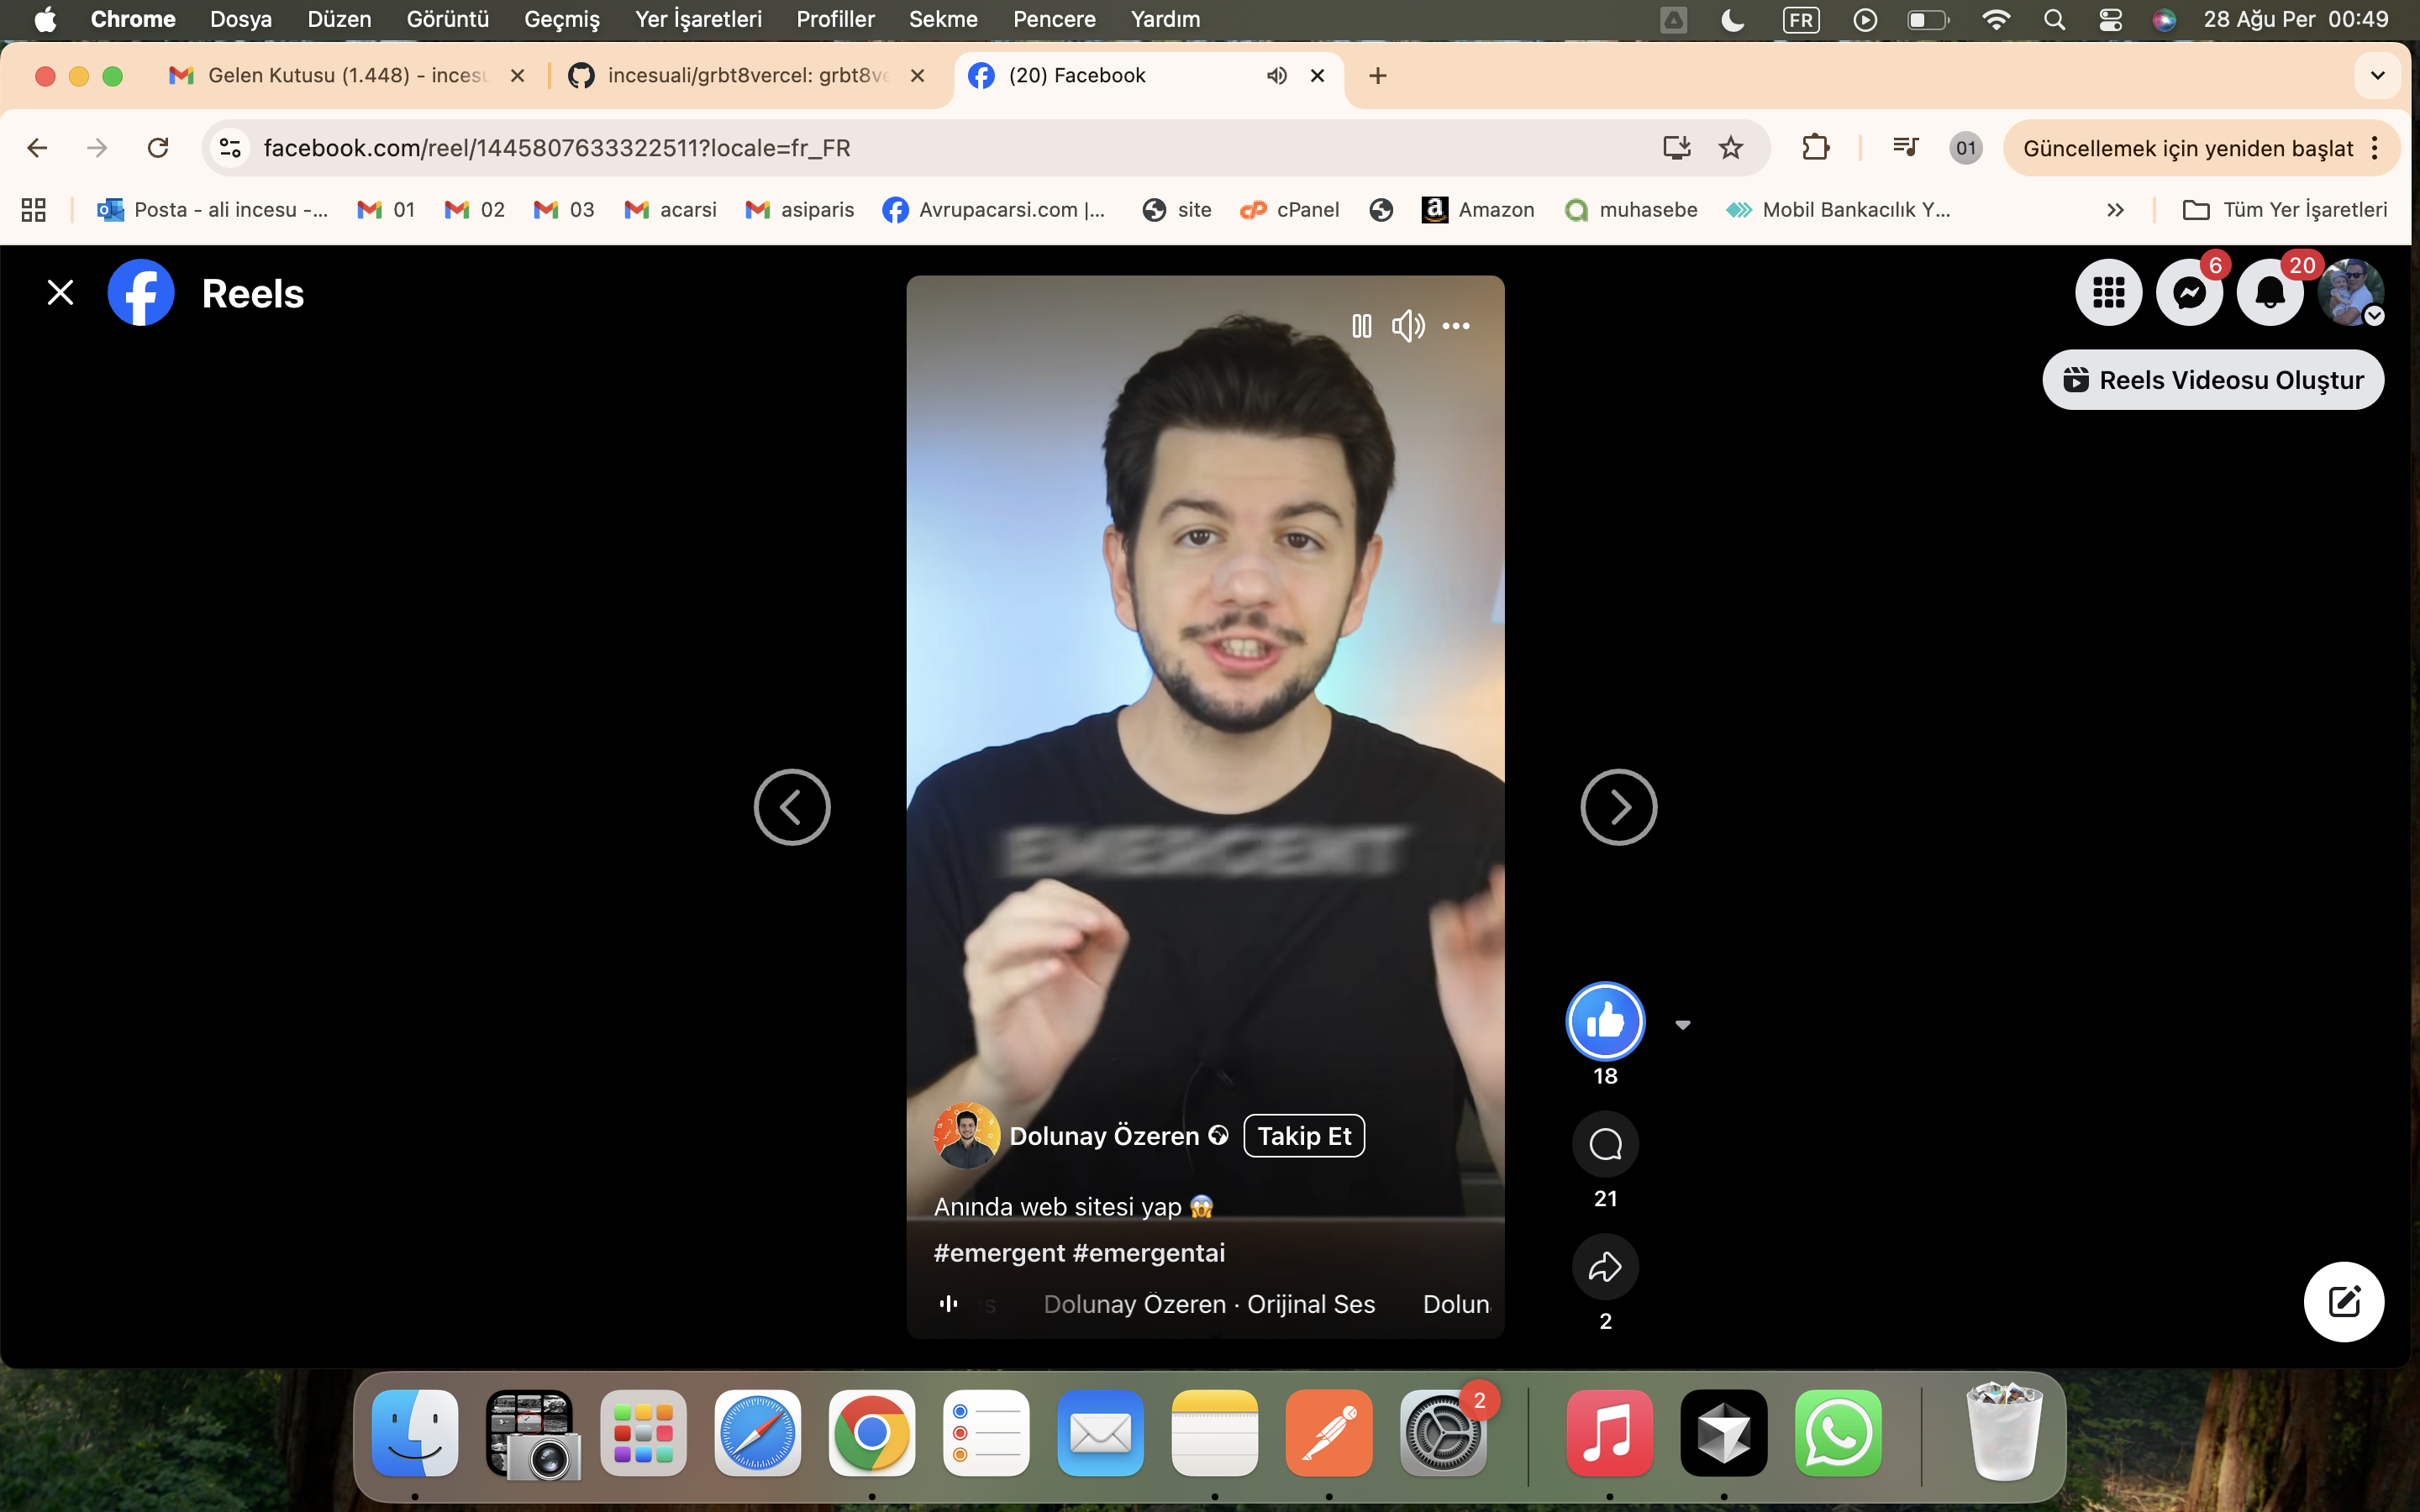 Chrome Dosya Düzen Görüntü Geçmiş Yer İşaretleri Profiller Sekme Pencere Yardım FR 28 Ağu Per 00:49
Gelen Kutusu (1.448) - incesu incesuali/grbt8vercel: grbt8ve (20) Facebook
facebook.com/reel/1445807633322511?locale=fr_FR 01 Güncellemek için yeniden başlat
Posta - ali incesu -... 01 02 03 acarsi asiparis Avrupacarsi.com |... site cPanel Amazon muhasebe Mobil Bankacılık Y... Tüm Yer İşaretleri
Reels 6 20
Reels Videosu Oluştur
EMERGENT
18
Dolunay Özeren Takip Et
21
Anında web sitesi yap
#emergent #emergentai
Dolunay Özeren · Orijinal Ses Dolun
2
2